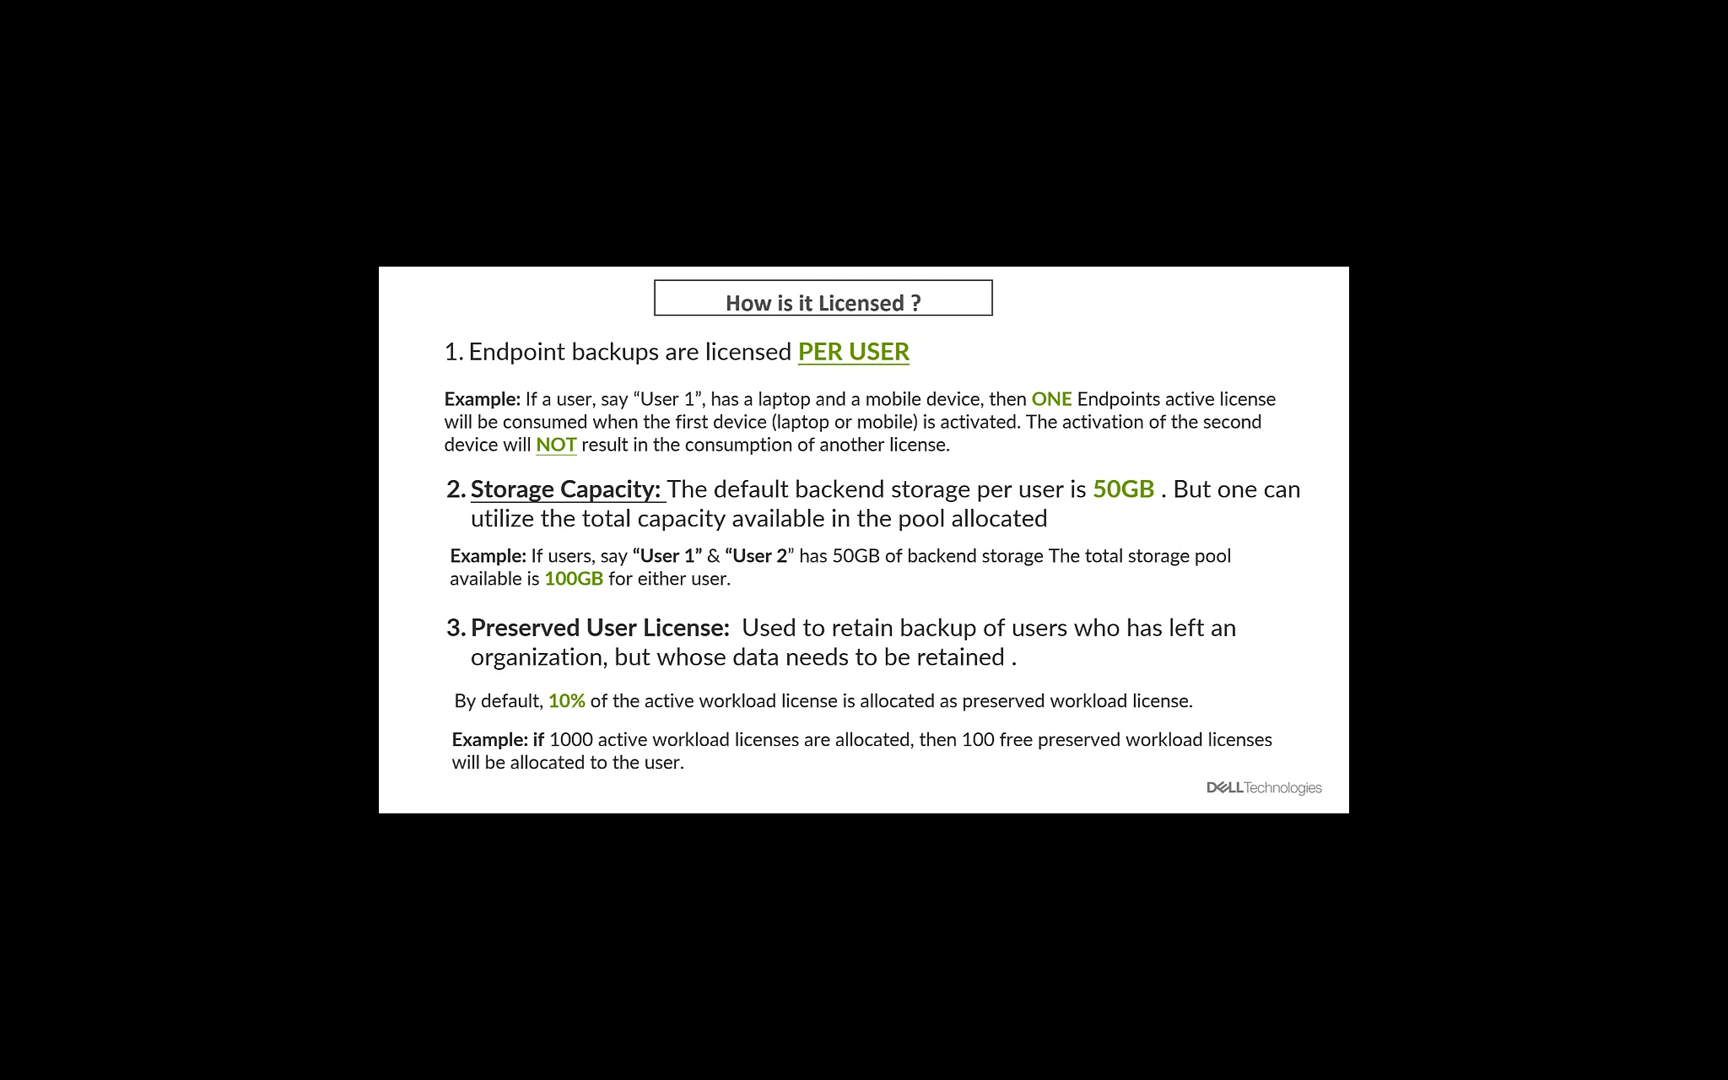 How is it Licensed ?
1. Endpoint backups are licensed PER USER
Example: If a user, say “User 1”, has a laptop and a mobile device, then ONE Endpoints active license
will be consumed when the first device (laptop or mobile) is activated. The activation of the second
device will NOT result in the consumption of another license.
2. Storage Capacity: The default backend storage per user is 50GB . But one can
utilize the total capacity available in the pool allocated
Example: If users, say “User 1” & “User 2” has 50GB of backend storage The total storage pool
available is 100GB for either user.
3. Preserved User License:  Used to retain backup of users who has left an
organization, but whose data needs to be retained .
By default, 10% of the active workload license is allocated as preserved workload license.
Example: if 1000 active workload licenses are allocated, then 100 free preserved workload licenses
will be allocated to the user.
DELLTechnologies